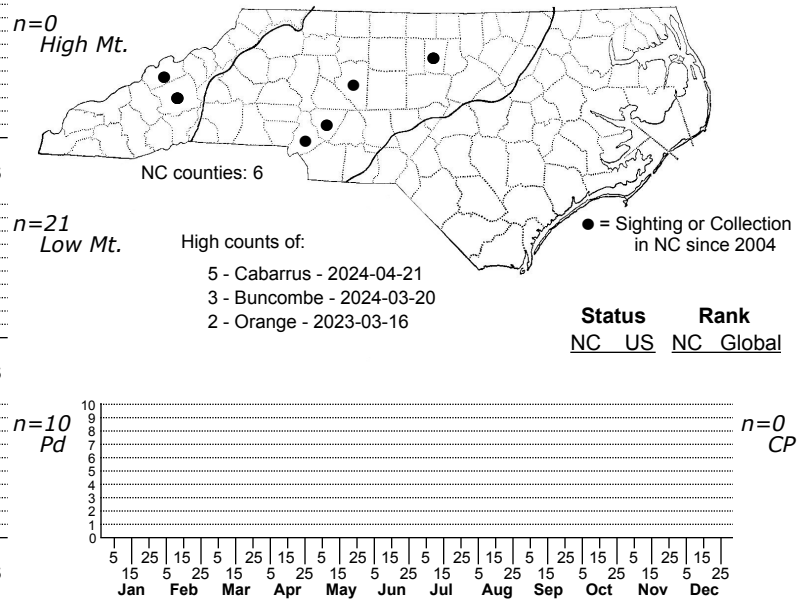 n=0
High Mt.
NC counties: 6
n=21
Low Mt.
High counts of:
5 - Cabarrus - 2024-04-21
3 - Buncombe - 2024-03-20
2 - Orange - 2023-03-16
● = Sighting or Collection
in NC since 2004
Status Rank
NC US NC Global
n=10
Pd
n=0
CP
10
9
8
7
6
5
4
3
2
1
0
5 25 15 5 25 15 5 25 15 5 25 15 5 25 15 5 25 15
15 5 25 15 5 25 15 5 25 15 5 25 15 5 25 15 5 25
Jan Feb Mar Apr May Jun Jul Aug Sep Oct Nov Dec